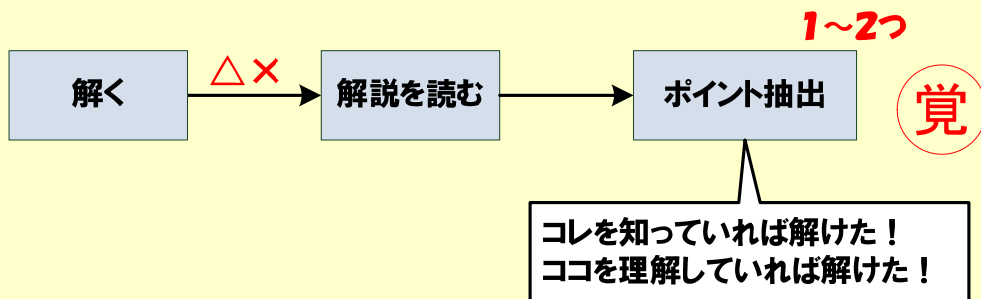 1〜2つ
解く
△×
解説を読む
ポイント抽出
覚
コレを知っていれば解けた！
ココを理解していれば解けた！